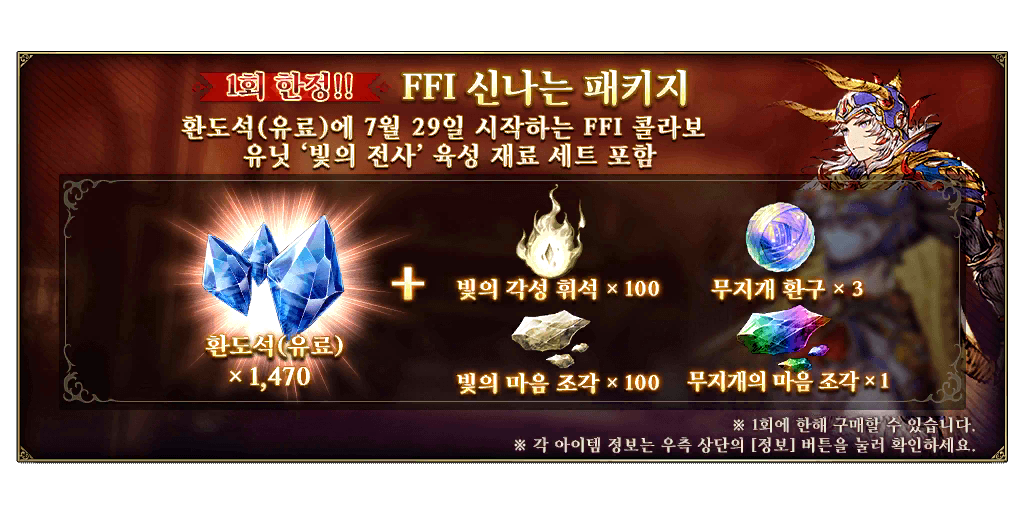 1회 한정!! FFI 신나는 패키지
환도석(유료)에 7월 29일 시작하는 FFI 콜라보
유닛 ‘빛의 전사’ 육성 재료 세트 포함
+
빛의 각성 휘석 × 100
무지개 환구 × 3
환도석(유료)
× 1,470
빛의 마음 조각 × 100
무지개의 마음 조각 × 1
※ 1회에 한해 구매할 수 있습니다.
※ 각 아이템 정보는 우측 상단의 [정보] 버튼을 눌러 확인하세요.